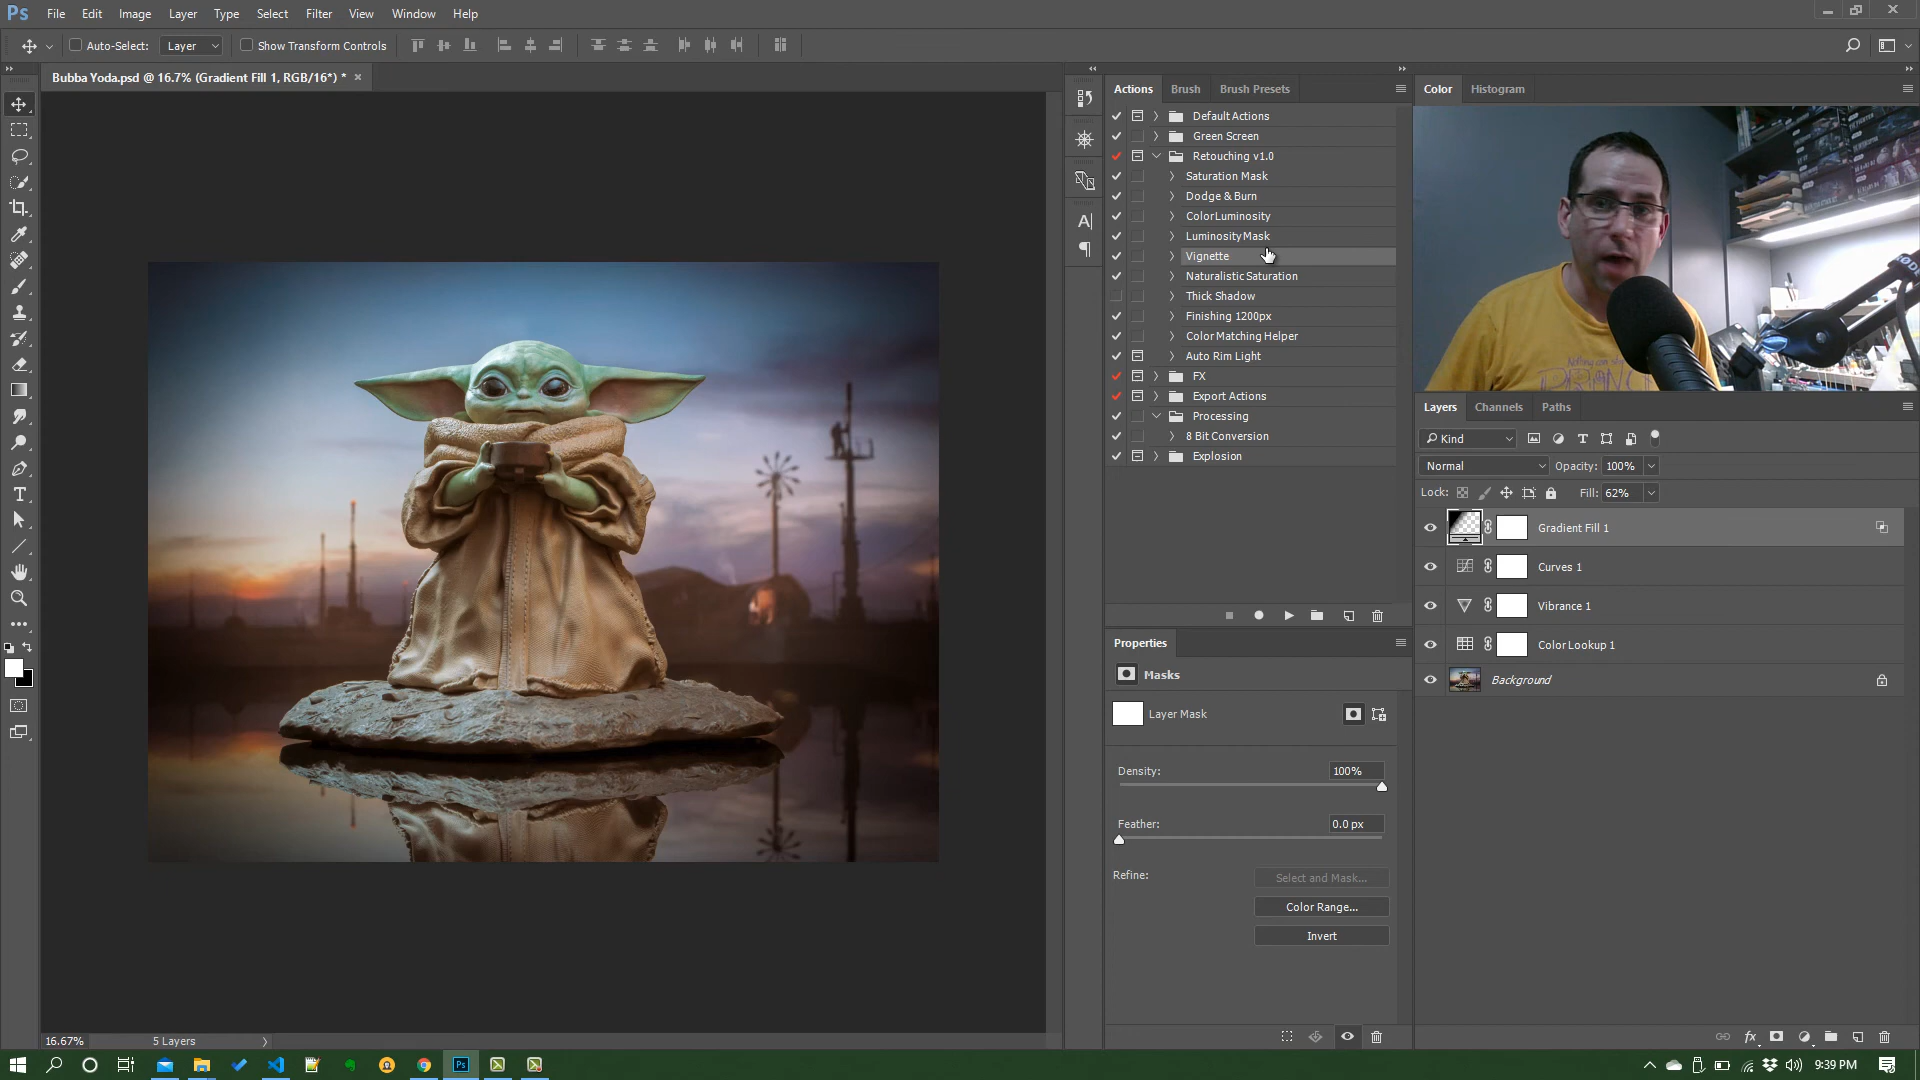 Ps File Edit Image Layer Type Select Filter View Window Help
Auto-Select: Layer Show Transform Controls
Bubba Yoda.psd @ 16.7% (Gradient Fill 1, RGB/16*) * ×
Actions Brush Brush Presets
Default Actions
Green Screen
Retouching v1.0
Saturation Mask
Dodge & Burn
ColorLuminosity
LuminosityMask
Vignette
Naturalistic Saturation
Thick Shadow
Finishing 1200px
Color Matching Helper
Auto Rim Light
FX
Export Actions
Processing
8 Bit Conversion
Explosion
Properties
Masks
Layer Mask
Density: 100%
Feather: 0.0 px
Refine: Select and Mask...
Color Range...
Invert
Color Histogram
RØDE
Layers Channels Paths
Kind
Normal Opacity: 100%
Lock: Fill: 62%
Gradient Fill 1
Curves 1
Vibrance 1
Color Lookup 1
Background
fx
16.67% 5 Layers
Ps
9:39 PM